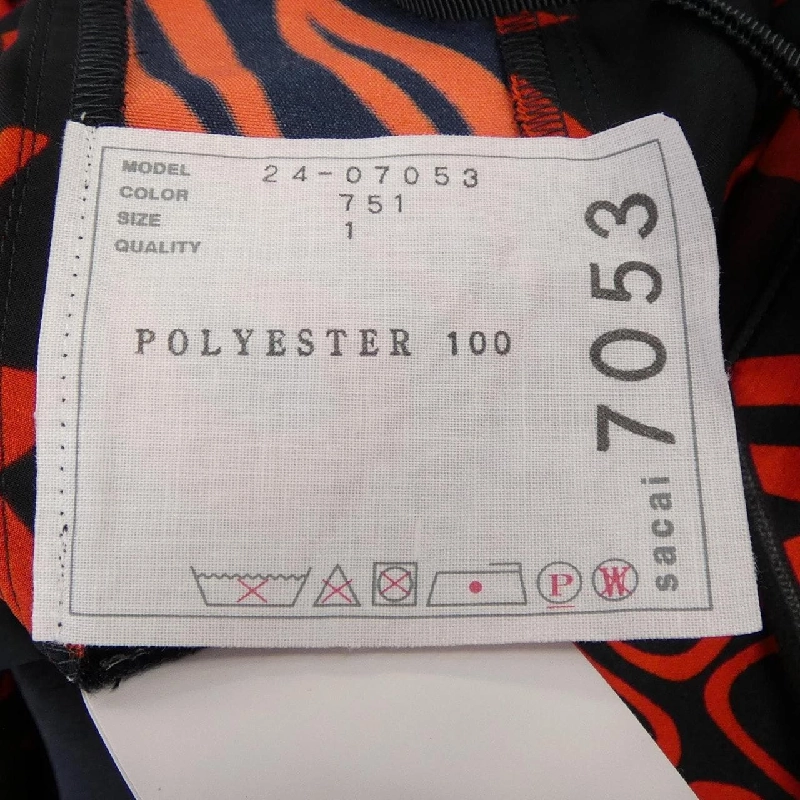 MODEL 24-07053
COLOR 751
SIZE 1
QUALITY
POLYESTER 100
sacai 7053
P W